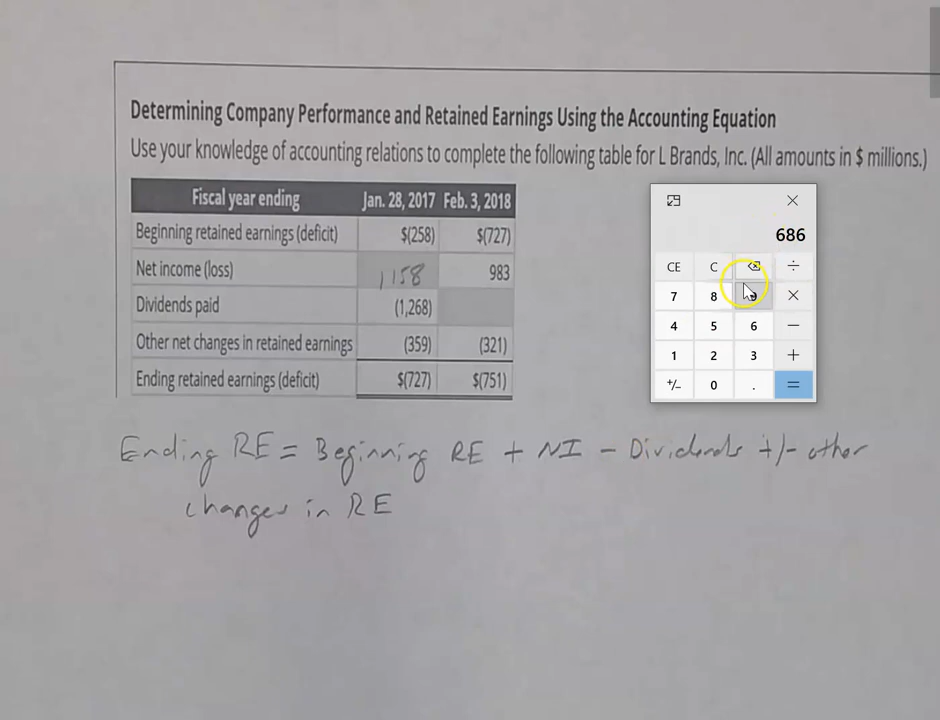 Determining Company Performance and Retained Earnings Using the Accounting Equation
Use your knowledge of accounting relations to complete the following table for L Brands, Inc. (All amounts in $ millions.)
Fiscal year ending Jan. 28, 2017 Feb. 3, 2018
Beginning retained earnings (deficit) $(258) $(727)
Net income (loss) 1158 983
Dividends paid (1,268)
Other net changes in retained earnings (359) (321)
Ending retained earnings (deficit) $(727) $(751)
686
CE C ÷
7 8 9 ×
4 5 6 −
1 2 3 +
+/- 0 . =
Ending RE = Beginning RE + NI - Dividends +/- other
changes in RE